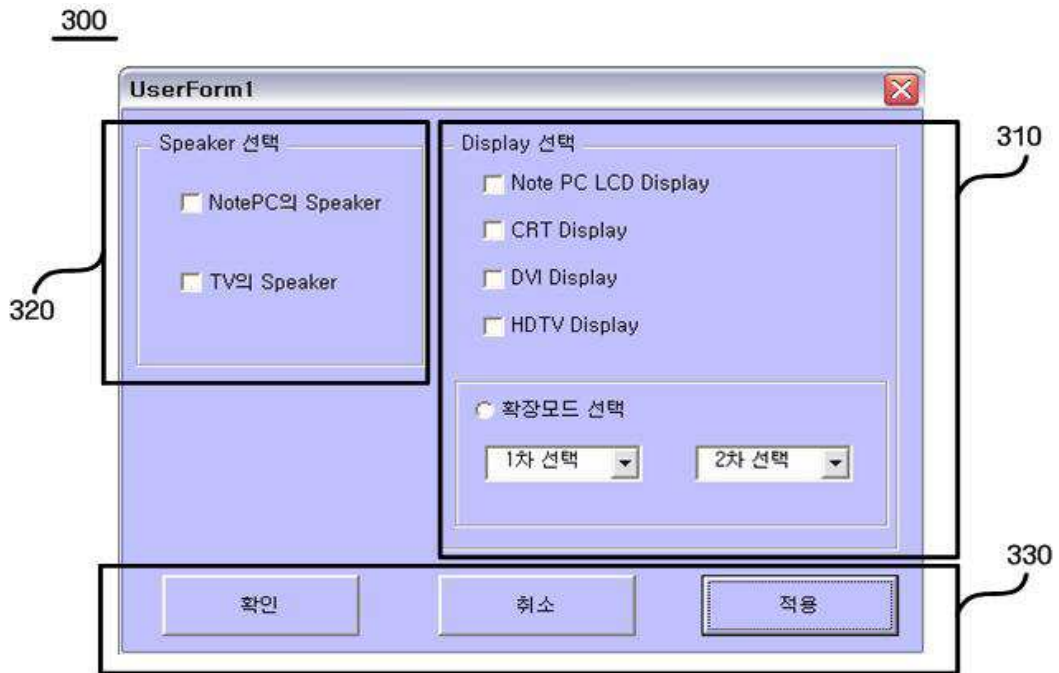 300
UserForm1
Speaker 선택
NotePC의 Speaker
TV의 Speaker
320
Display 선택
Note PC LCD Display
CRT Display
DVI Display
HDTV Display
310
확장모드 선택
1차 선택
2차 선택
330
확인
취소
적용